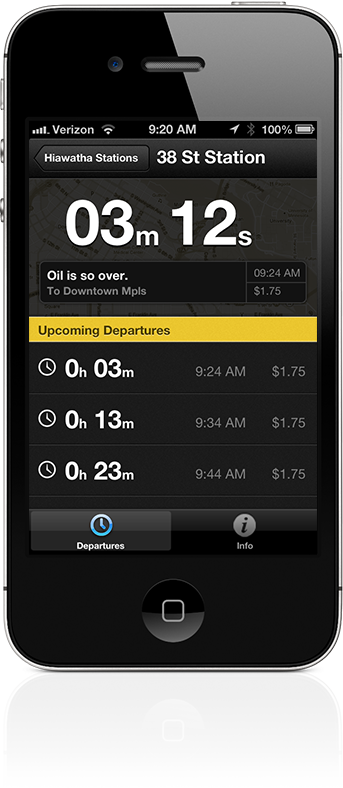 Verizon 9:20 AM 100%
Hiawatha Stations 38 St Station
03m 12s
Oil is so over. 09:24 AM
To Downtown Mpls $1.75
Upcoming Departures
0h 03m 9:24 AM $1.75
0h 13m 9:34 AM $1.75
0h 23m 9:44 AM $1.75
Departures Info